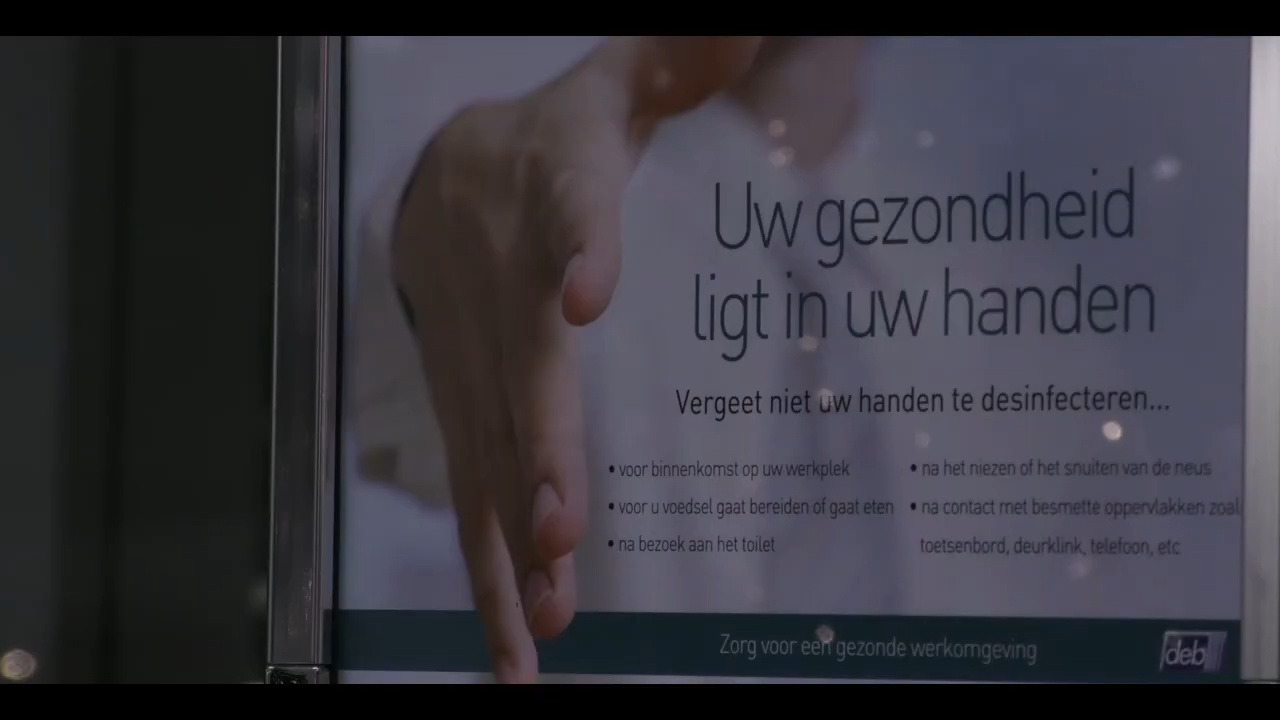 Uw gezondheid
ligt in uw handen
Vergeet niet uw handen te desinfecteren...
• voor binnenkomst op uw werkplek
• voor u voedsel gaat bereiden of gaat eten
• na bezoek aan het toilet
• na het niezen of het snuiten van de neus
• na contact met besmette oppervlakken zoal
toetsenbord, deurklink, telefoon, etc
Zorg voor een gezonde werkomgeving
deb